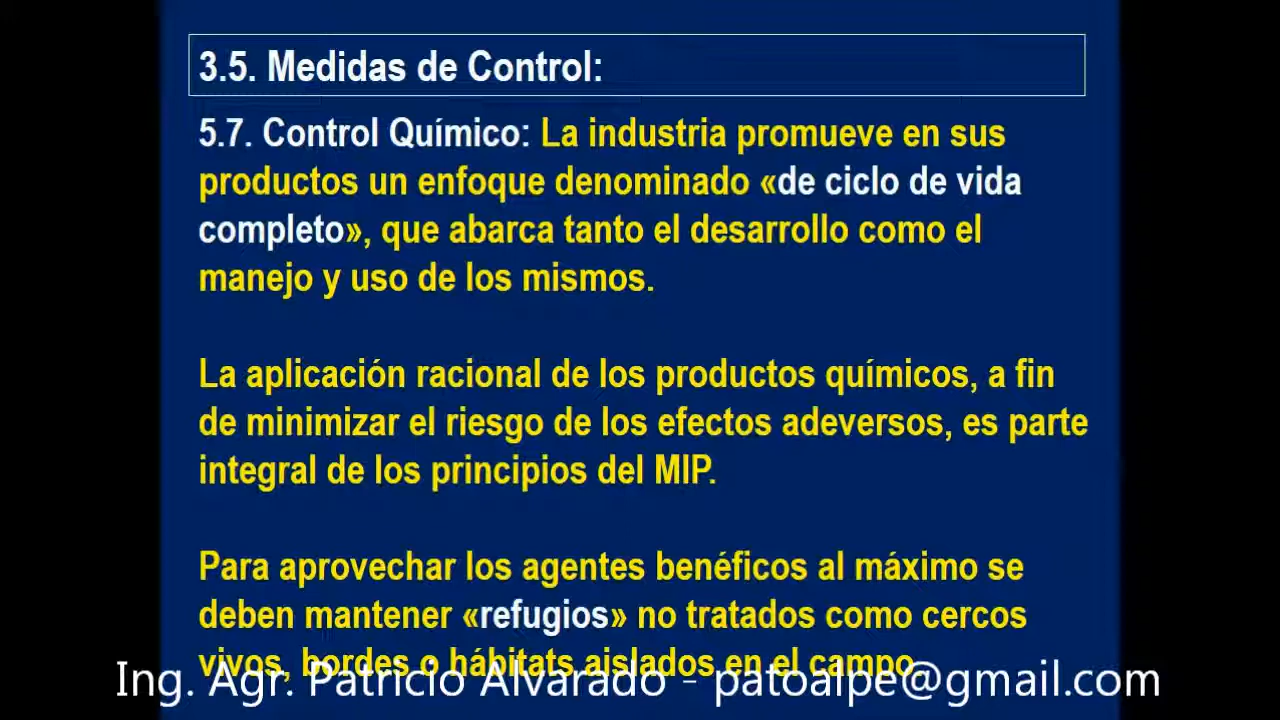 3.5. Medidas de Control:
5.7. Control Químico: La industria promueve en sus
productos un enfoque denominado «de ciclo de vida
completo», que abarca tanto el desarrollo como el
manejo y uso de los mismos.
La aplicación racional de los productos químicos, a fin
de minimizar el riesgo de los efectos adeversos, es parte
integral de los principios del MIP.
Para aprovechar los agentes benéficos al máximo se
deben mantener «refugios» no tratados como cercos
vivos, bordes o hábitats aislados en el campo.
Ing. Agr. Patricio Alvarado - patoalpe@gmail.com